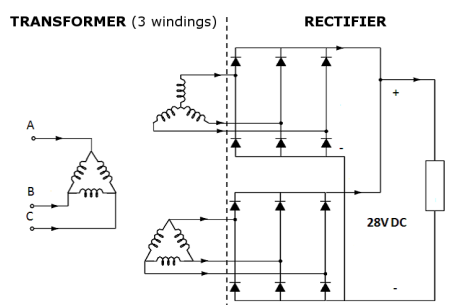 TRANSFORMER (3 windings)
RECTIFIER
A
+
-
B
C
28V DC
-